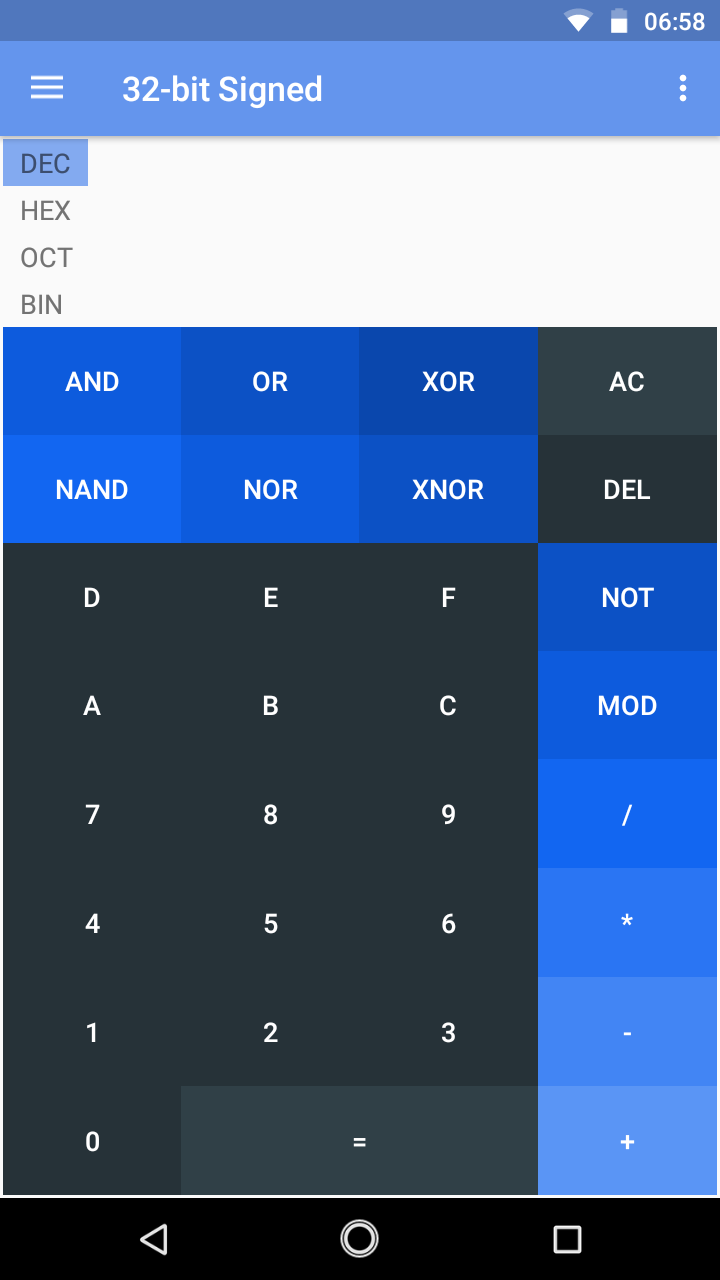 06:58
32-bit Signed
DEC
HEX
OCT
BIN
AND OR XOR AC
NAND NOR XNOR DEL
D E F NOT
A B C MOD
7 8 9 /
4 5 6 *
1 2 3 -
0 = +